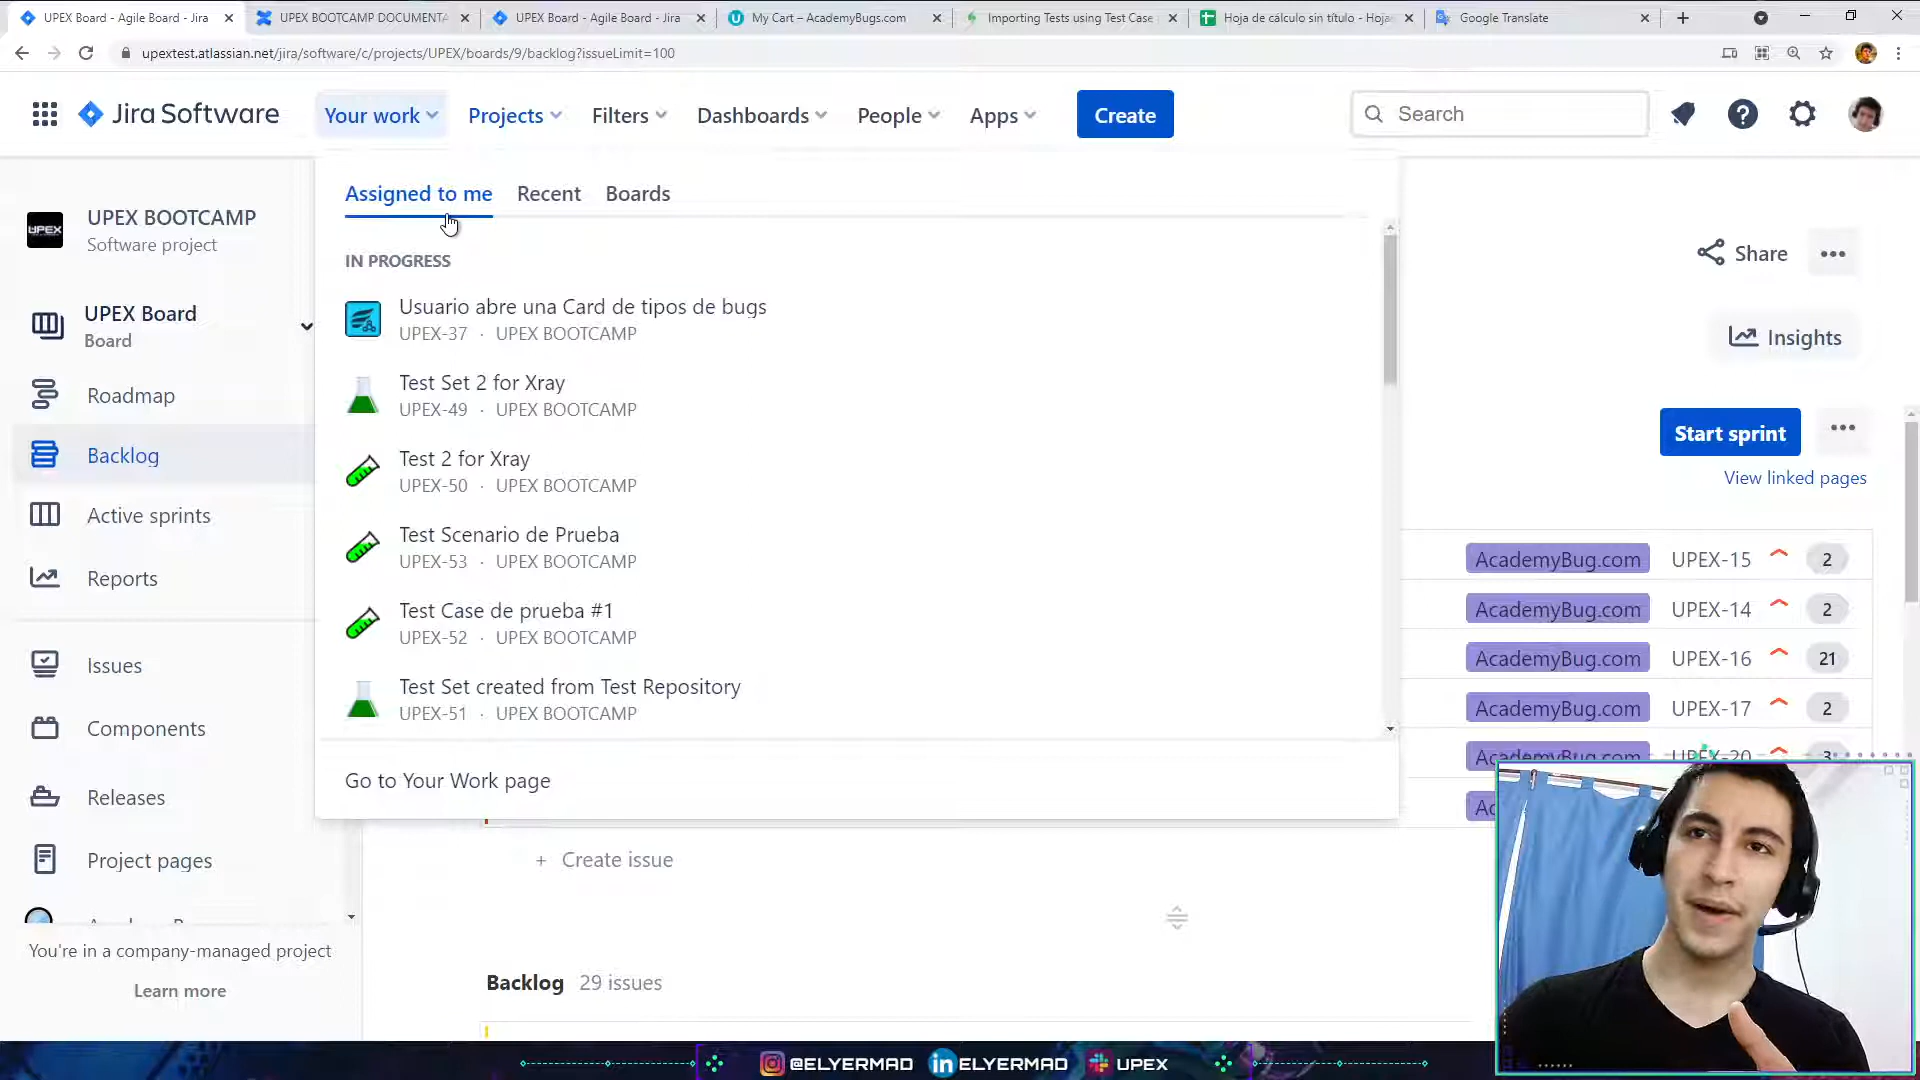 UPEX Board - Agile Board - Jira
UPEX BOOTCAMP DOCUMENTA
UPEX Board - Agile Board - Jira
My Cart – AcademyBugs.com
Importing Tests using Test Case
Hoja de cálculo sin título - Hoja
Google Translate
upextest.atlassian.net/jira/software/c/projects/UPEX/boards/9/backlog?issueLimit=100
Jira Software
Your work
Projects
Filters
Dashboards
People
Apps
Create
Search
UPEX
UPEX BOOTCAMP
Software project
UPEX Board
Board
Roadmap
Backlog
Active sprints
Reports
Issues
Components
Releases
Project pages
You're in a company-managed project
Learn more
Assigned to me
Recent
Boards
IN PROGRESS
Usuario abre una Card de tipos de bugs
UPEX-37 · UPEX BOOTCAMP
Test Set 2 for Xray
UPEX-49 · UPEX BOOTCAMP
Test 2 for Xray
UPEX-50 · UPEX BOOTCAMP
Test Scenario de Prueba
UPEX-53 · UPEX BOOTCAMP
Test Case de prueba #1
UPEX-52 · UPEX BOOTCAMP
Test Set created from Test Repository
UPEX-51 · UPEX BOOTCAMP
Go to Your Work page
Share
Insights
Start sprint
View linked pages
AcademyBug.com UPEX-15 2
AcademyBug.com UPEX-14 2
AcademyBug.com UPEX-16 21
AcademyBug.com UPEX-17 2
AcademyBug.com UPEX-20 3
+ Create issue
Backlog 29 issues
@ELYERMAD
ELYERMAD
UPEX